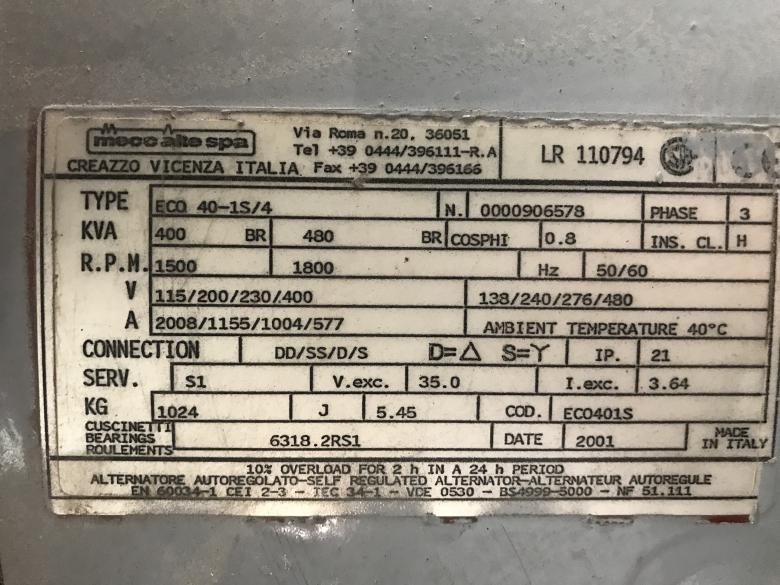 mecc alte spa
Via Roma n.20. 36051
Tel +39 0444/396111-R.A
CREAZZO VICENZA ITALIA Fax +39 0444/396166
LR 110794
TYPE ECO 40-1S/4 N. 0000906578 PHASE 3
KVA 400 BR 480 BR COSPHI 0.8 INS. CL. H
R.P.M. 1500 1800 Hz 50/60
V 115/200/230/400 138/240/276/480
A 2008/1155/1004/577 AMBIENT TEMPERATURE 40°C
CONNECTION DD/SS/D/S D=△ S=Y IP. 21
SERV. S1 V.exc. 35.0 I.exc. 3.64
KG 1024 J 5.45 COD. ECO401S
CUSCINETTI
BEARINGS
ROULEMENTS
6318.2RS1 DATE 2001
MADE
IN ITALY
10% OVERLOAD FOR 2 h IN A 24 h PERIOD
ALTERNATORE AUTOREGOLATO-SELF REGULATED ALTERNATOR-ALTERNATEUR AUTOREGULE
EN 60034-1 CEI 2-3 - IEC 34-1 - VDE 0530 - BS4999-5000 - NF 51.111